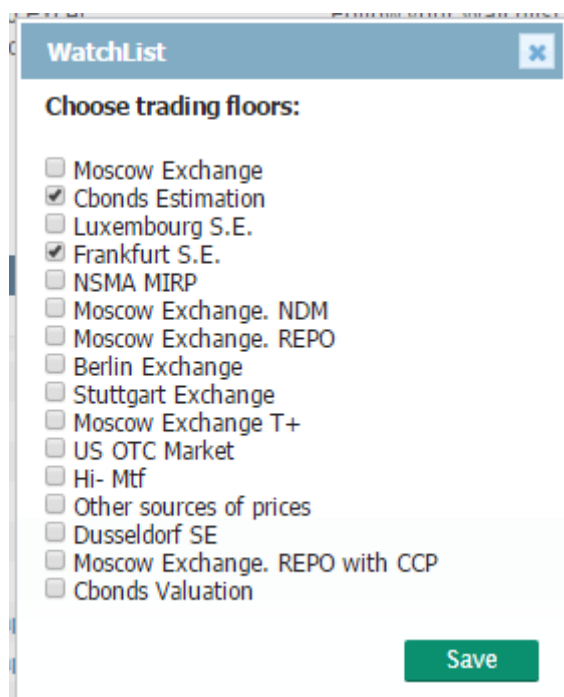 WatchList
Choose trading floors:
Moscow Exchange
Cbonds Estimation
Luxembourg S.E.
Frankfurt S.E.
NSMA MIRP
Moscow Exchange. NDM
Moscow Exchange. REPO
Berlin Exchange
Stuttgart Exchange
Moscow Exchange T+
US OTC Market
Hi- Mtf
Other sources of prices
Dusseldorf SE
Moscow Exchange. REPO with CCP
Cbonds Valuation
Save